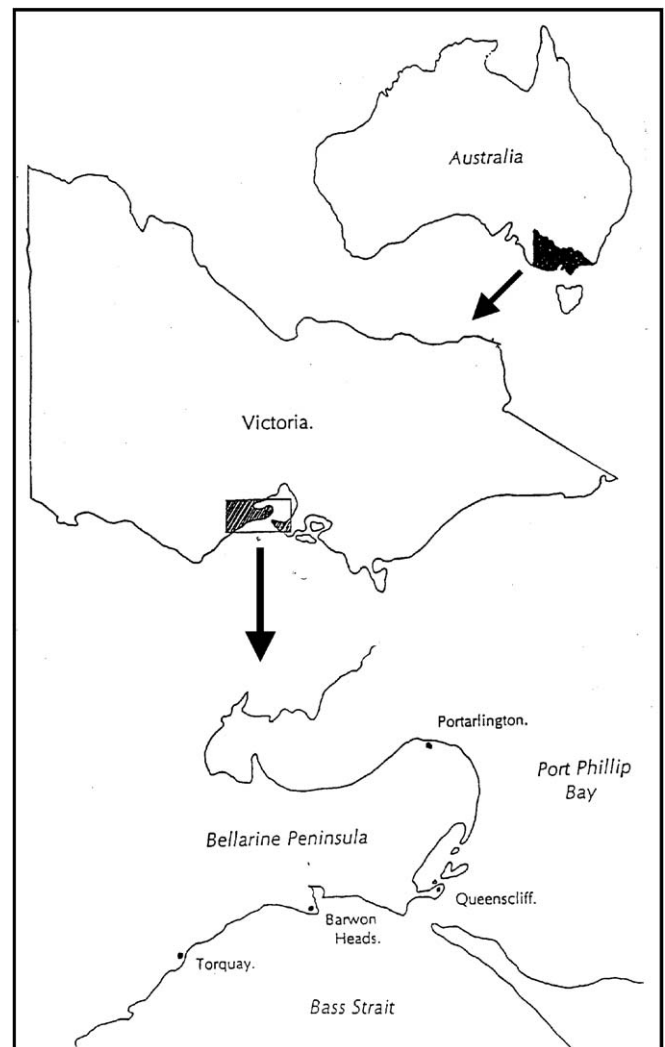 Australia
Victoria.
Portarlington.
Port Phillip
Bay
Bellarine Peninsula
Queenscliff.
Barwon
Heads.
Torquay.
Bass Strait